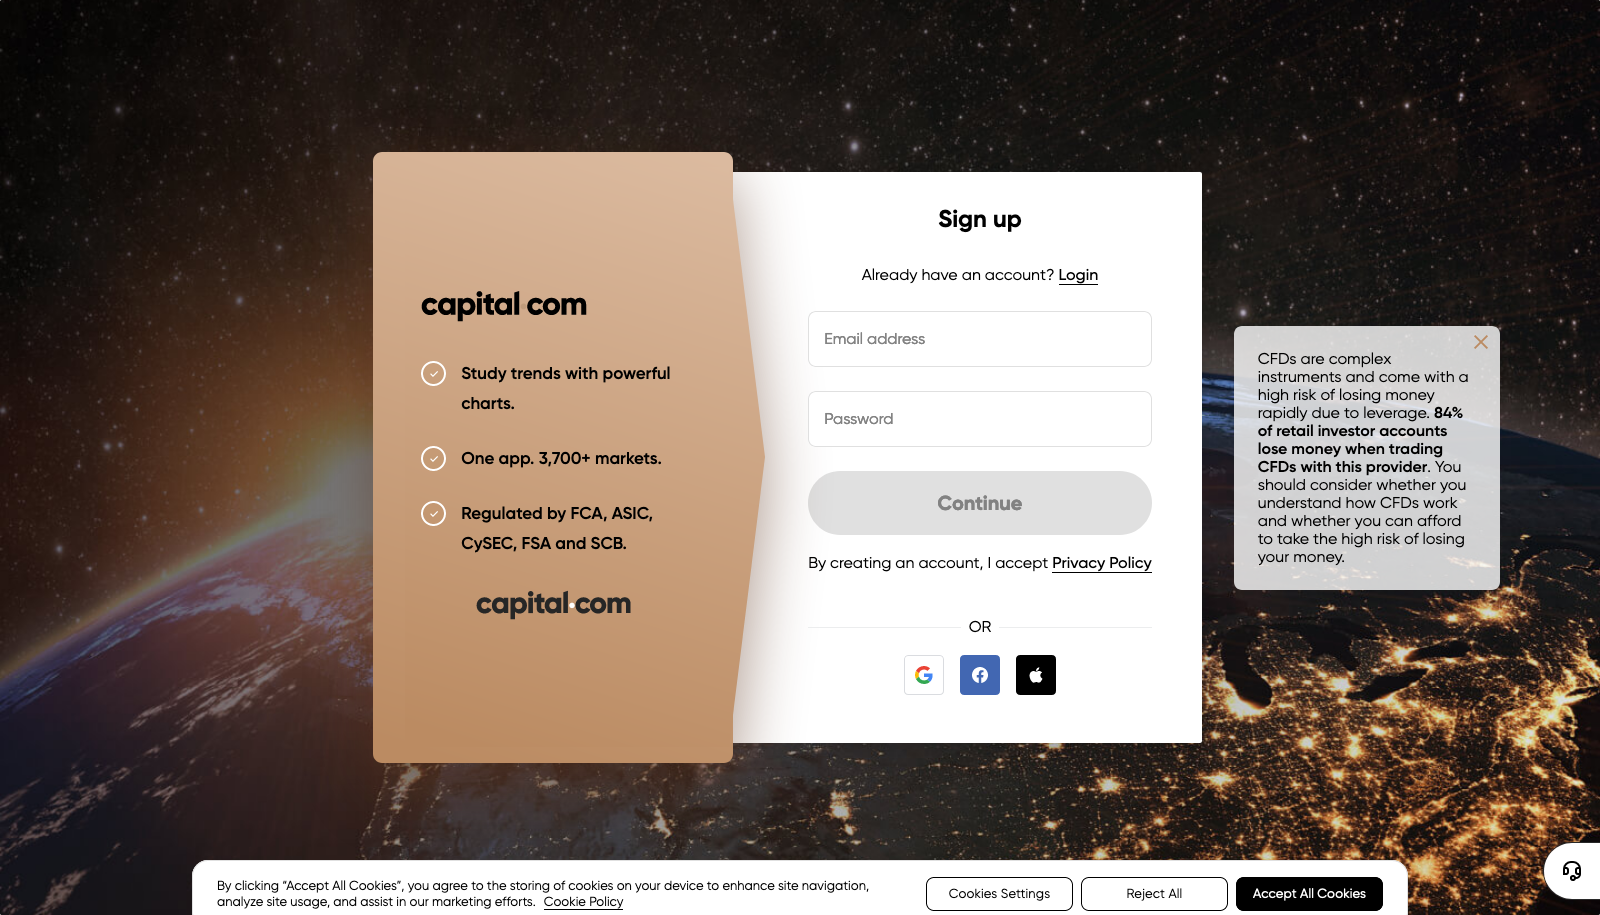 capital com
Study trends with powerful
charts.
One app. 3,700+ markets.
Regulated by FCA, ASIC,
CySEC, FSA and SCB.
capital.com
Sign up
Already have an account? Login
Email address
Password
Continue
By creating an account, I accept Privacy Policy
OR
CFDs are complex
instruments and come with a
high risk of losing money
rapidly due to leverage. 84%
of retail investor accounts
lose money when trading
CFDs with this provider. You
should consider whether you
understand how CFDs work
and whether you can afford
to take the high risk of losing
your money.
By clicking “Accept All Cookies”, you agree to the storing of cookies on your device to enhance site navigation,
analyze site usage, and assist in our marketing efforts. Cookie Policy
Cookies Settings
Reject All
Accept All Cookies